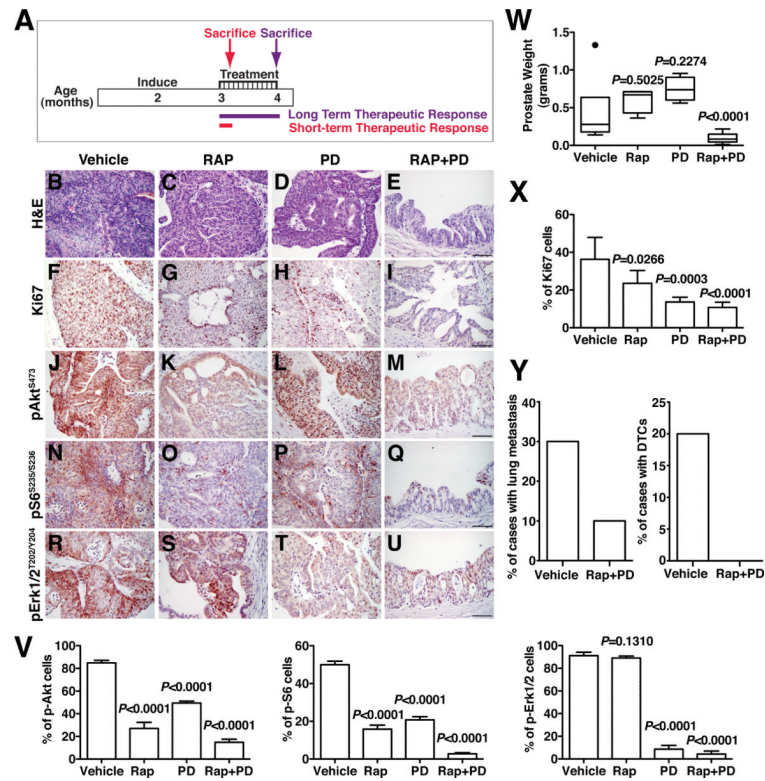 A
Sacrifice Sacrifice
Treatment
Induce
Age (months) 2 3 4
Long Term Therapeutic Response
Short-term Therapeutic Response
Vehicle RAP PD RAP+PD
H&E B C D E
Ki67 F G H I
pAkt^S473 J K L M
pS6^S235/S236 N O P Q
pErk1/2^T202/Y204 R S T U
W
Prostate Weight (grams)
1.5
1.0
0.5
0.0
P=0.5025 P=0.2274 P<0.0001
Vehicle Rap PD Rap+PD
X
% of Ki67 cells
60
40
20
0
P=0.0266 P=0.0003 P<0.0001
Vehicle Rap PD Rap+PD
Y
% of cases with lung metastasis
40
30
20
10
0
Vehicle Rap+PD
% of cases with DTCs
25
20
15
10
5
0
Vehicle Rap+PD
V
% of p-Akt cells
100
80
60
40
20
0
P<0.0001 P<0.0001 P<0.0001
Vehicle Rap PD Rap+PD
% of p-S6 cells
60
40
20
0
P<0.0001 P<0.0001 P<0.0001
Vehicle Rap PD Rap+PD
% of p-Erk1/2 cells
100
80
60
40
20
0
P=0.1310 P<0.0001 P<0.0001
Vehicle Rap PD Rap+PD